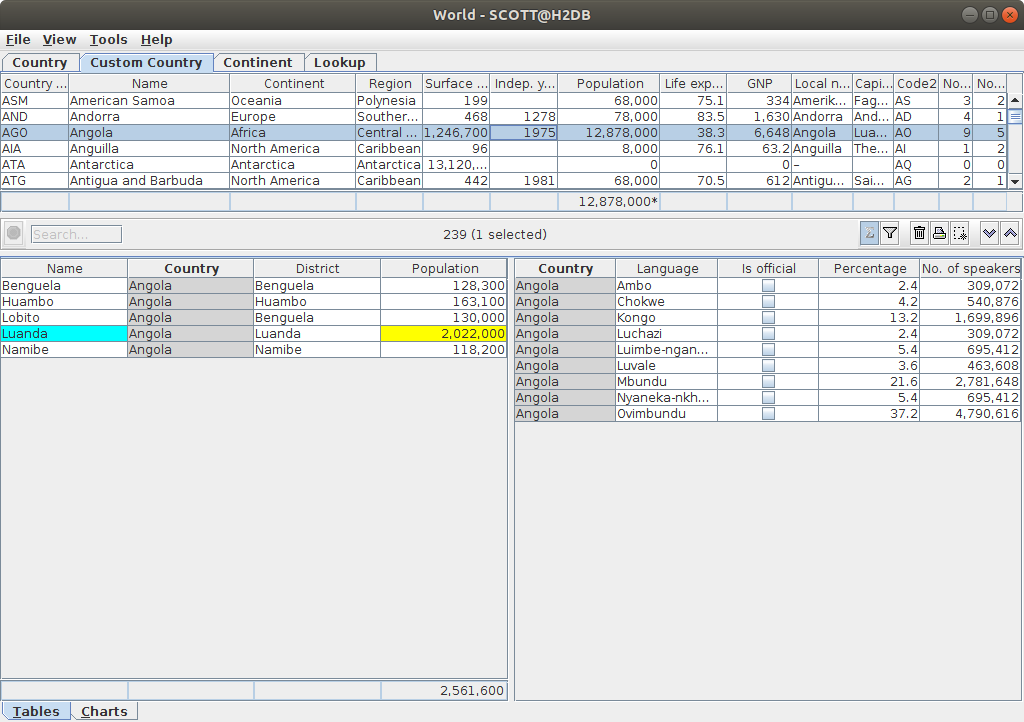 World - SCOTT@H2DB
File View Tools Help
Country Custom Country Continent Lookup
Country ... Name Continent Region Surface ... Indep. y... Population Life exp... GNP Local n... Capi... Code2 No... No...
ASM American Samoa Oceania Polynesia 199 68,000 75.1 334 Amerik... Fag... AS 3 2
AND Andorra Europe Souther... 468 1278 78,000 83.5 1,630 Andorra And... AD 4 1
AGO Angola Africa Central ... 1,246,700 1975 12,878,000 38.3 6,648 Angola Lua... AO 9 5
AIA Anguilla North America Caribbean 96 8,000 76.1 63.2 Anguilla The... AI 1 2
ATA Antarctica Antarctica Antarctica 13,120,... 0 0 – AQ 0 0
ATG Antigua and Barbuda North America Caribbean 442 1981 68,000 70.5 612 Antigu... Sai... AG 2 1
12,878,000*
Search... 239 (1 selected) Σ
Name Country District Population
Benguela Angola Benguela 128,300
Huambo Angola Huambo 163,100
Lobito Angola Benguela 130,000
Luanda Angola Luanda 2,022,000
Namibe Angola Namibe 118,200
2,561,600
Country Language Is official Percentage No. of speakers
Angola Ambo 2.4 309,072
Angola Chokwe 4.2 540,876
Angola Kongo 13.2 1,699,896
Angola Luchazi 2.4 309,072
Angola Luimbe-ngan... 5.4 695,412
Angola Luvale 3.6 463,608
Angola Mbundu 21.6 2,781,648
Angola Nyaneka-nkh... 5.4 695,412
Angola Ovimbundu 37.2 4,790,616
Tables Charts